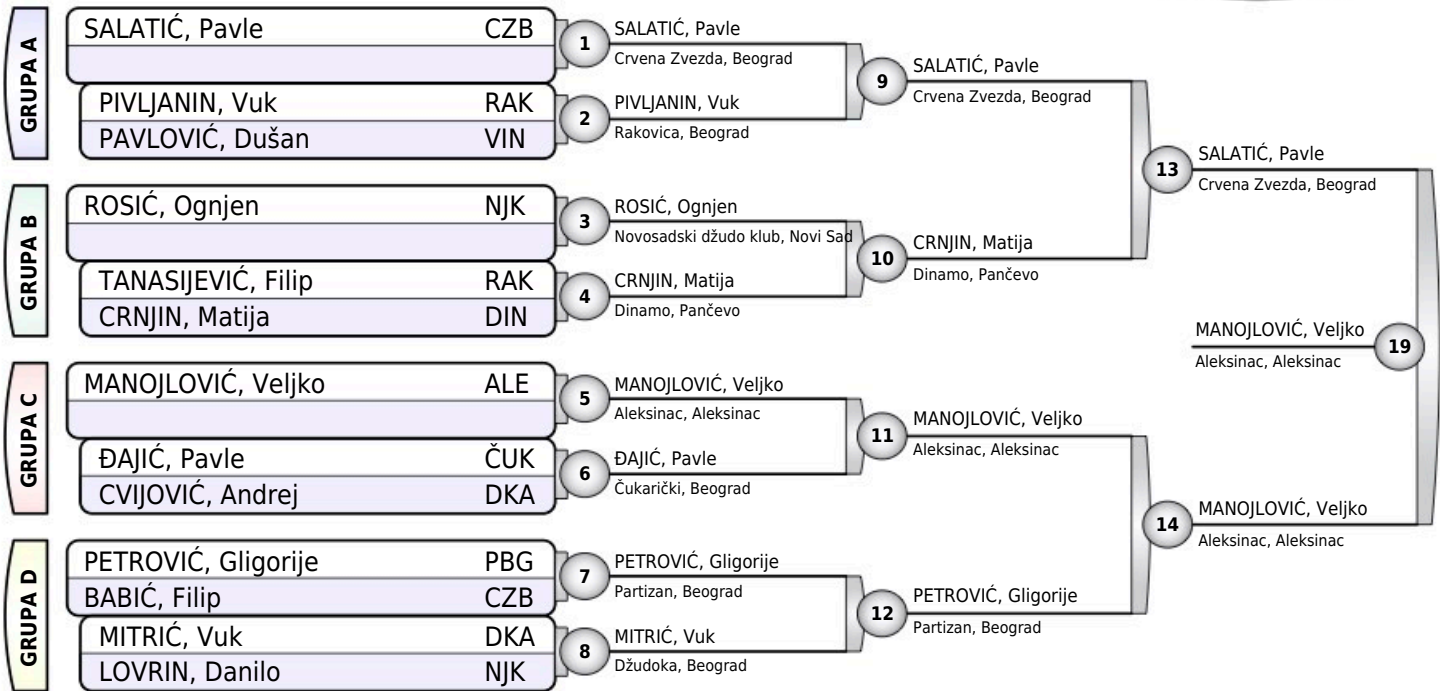 GRUPA A
SALATIĆ, Pavle CZB
PIVLJANIN, Vuk RAK
PAVLOVIĆ, Dušan VIN
GRUPA B
ROSIĆ, Ognjen NJK
TANASIJEVIĆ, Filip RAK
CRNJIN, Matija DIN
GRUPA C
MANOJLOVIĆ, Veljko ALE
ĐAJIĆ, Pavle ČUK
CVIJOVIĆ, Andrej DKA
GRUPA D
PETROVIĆ, Gligorije PBG
BABIĆ, Filip CZB
MITRIĆ, Vuk DKA
LOVRIN, Danilo NJK
1
SALATIĆ, Pavle
Crvena Zvezda, Beograd
2
PIVLJANIN, Vuk
Rakovica, Beograd
3
ROSIĆ, Ognjen
Novosadski džudo klub, Novi Sad
4
CRNJIN, Matija
Dinamo, Pančevo
5
MANOJLOVIĆ, Veljko
Aleksinac, Aleksinac
6
ĐAJIĆ, Pavle
Čukarički, Beograd
7
PETROVIĆ, Gligorije
Partizan, Beograd
8
MITRIĆ, Vuk
Džudoka, Beograd
9
SALATIĆ, Pavle
Crvena Zvezda, Beograd
10
CRNJIN, Matija
Dinamo, Pančevo
11
MANOJLOVIĆ, Veljko
Aleksinac, Aleksinac
12
PETROVIĆ, Gligorije
Partizan, Beograd
13
SALATIĆ, Pavle
Crvena Zvezda, Beograd
14
MANOJLOVIĆ, Veljko
Aleksinac, Aleksinac
MANOJLOVIĆ, Veljko
Aleksinac, Aleksinac
19